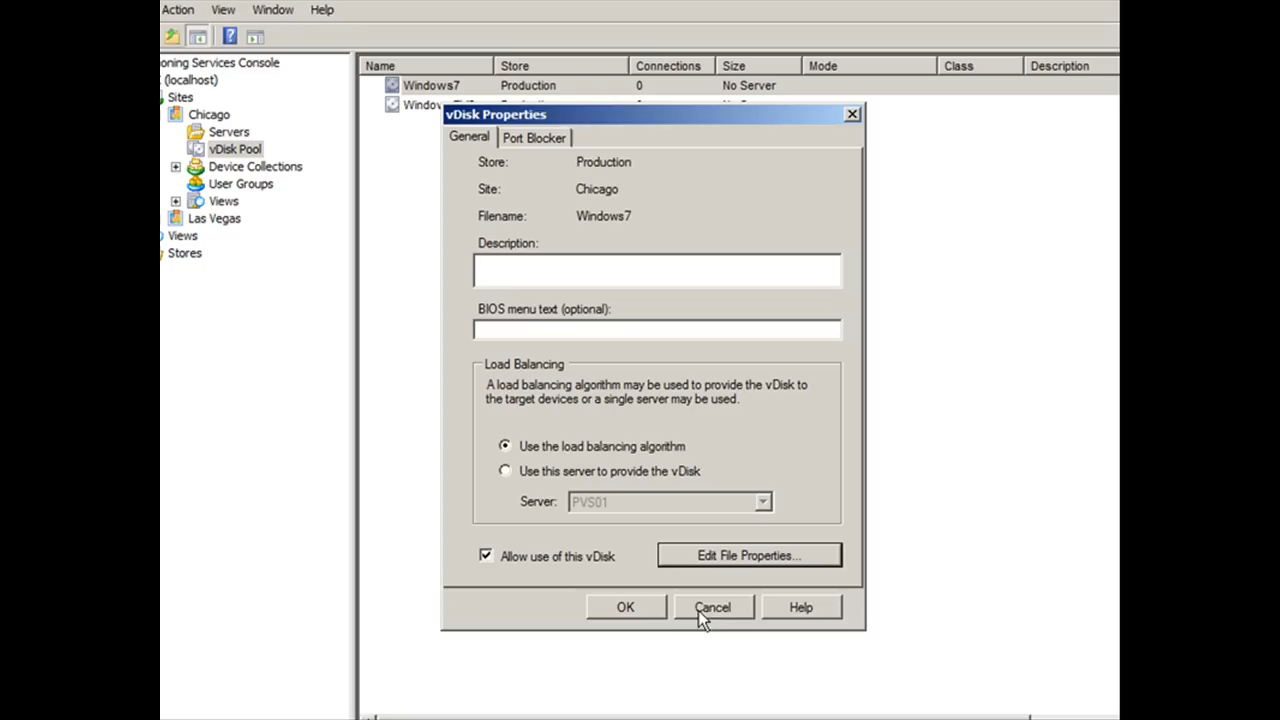 Action View Window Help
oning Services Console
(localhost)
Sites
Chicago
Servers
vDisk Pool
Device Collections
User Groups
Views
Las Vegas
Views
Stores
Name Store Connections Size Mode Class Description
Windows7 Production 0 No Server
vDisk Properties
General Port Blocker
Store: Production
Site: Chicago
Filename: Windows7
Description:
BIOS menu text (optional):
Load Balancing
A load balancing algorithm may be used to provide the vDisk to
the target devices or a single server may be used.
Use the load balancing algorithm
Use this server to provide the vDisk
Server: PVS01
Allow use of this vDisk Edit File Properties...
OK Cancel Help